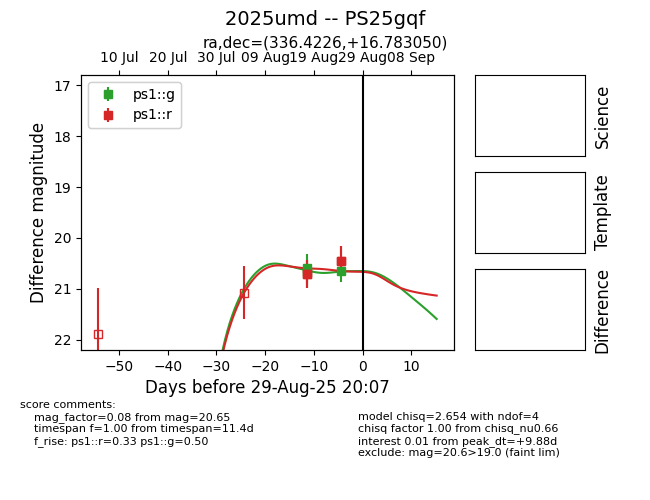 2025umd -- PS25gqf
ra,dec=(336.4226,+16.783050)
10 Jul 20 Jul 30 Jul 09 Aug 19 Aug 29 Aug 08 Sep
ps1::g
ps1::r
17
18
19
20
21
22
Difference magnitude
−50 −40 −30 −20 −10 0 10
Days before 29-Aug-25 20:07
Science
Template
Difference
score comments:
mag_factor=0.08 from mag=20.65
timespan f=1.00 from timespan=11.4d
f_rise: ps1::r=0.33 ps1::g=0.50
model chisq=2.654 with ndof=4
chisq factor 1.00 from chisq_nu0.66
interest 0.01 from peak_dt=+9.88d
exclude: mag=20.6>19.0 (faint lim)